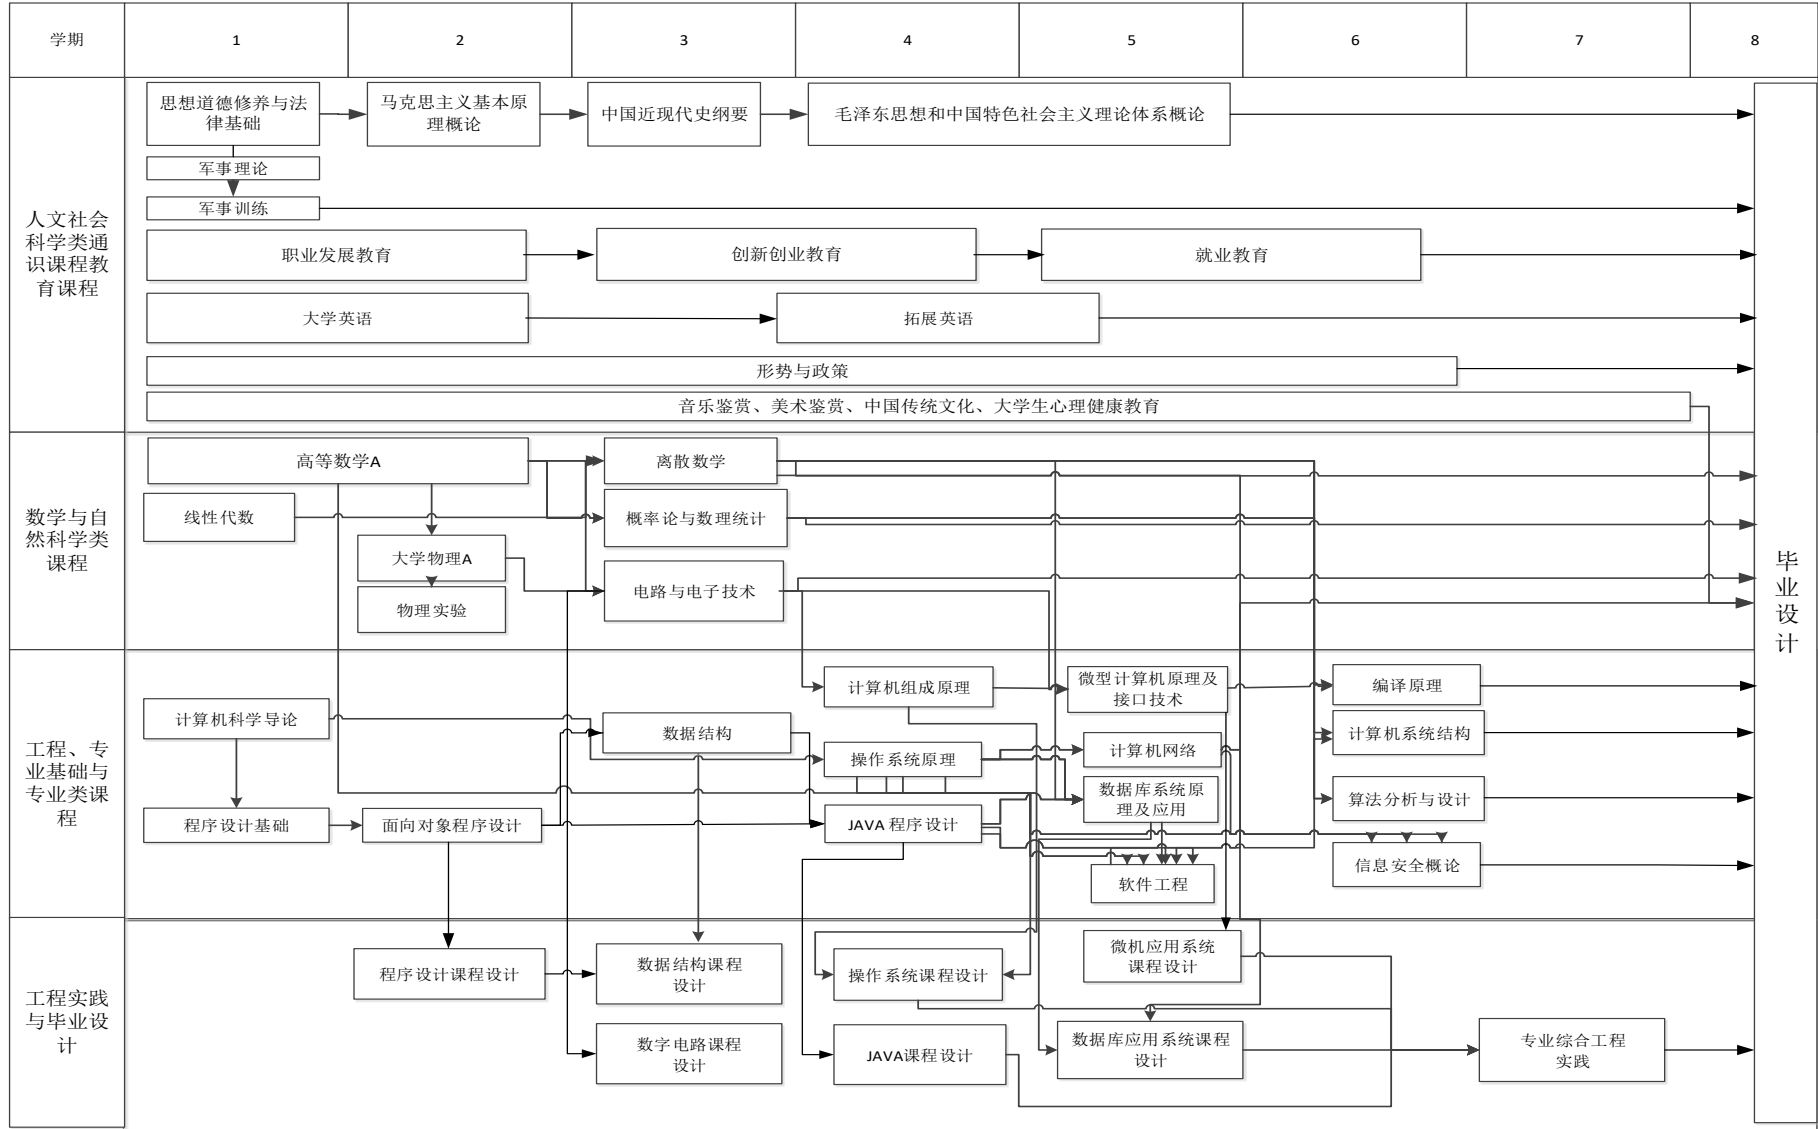 学期
1
2
3
4
5
6
7
8
人文社会
科学类通
识课程教
育课程
思想道德修养与法
律基础
马克思主义基本原
理概论
中国近现代史纲要
毛泽东思想和中国特色社会主义理论体系概论
军事理论
军事训练
职业发展教育
创新创业教育
就业教育
大学英语
拓展英语
形势与政策
音乐鉴赏、美术鉴赏、中国传统文化、大学生心理健康教育
数学与自
然科学类
课程
高等数学A
离散数学
线性代数
概率论与数理统计
大学物理A
物理实验
电路与电子技术
工程、专
业基础与
专业类课
程
计算机组成原理
微型计算机原理及
接口技术
编译原理
计算机科学导论
数据结构
操作系统原理
计算机网络
计算机系统结构
程序设计基础
面向对象程序设计
JAVA 程序设计
数据库系统原
理及应用
算法分析与设计
软件工程
信息安全概论
工程实践
与毕业设
计
程序设计课程设计
数据结构课程
设计
操作系统课程设计
微机应用系统
课程设计
数字电路课程
设计
JAVA课程设计
数据库应用系统课程
设计
专业综合工程
实践
毕
业
设
计